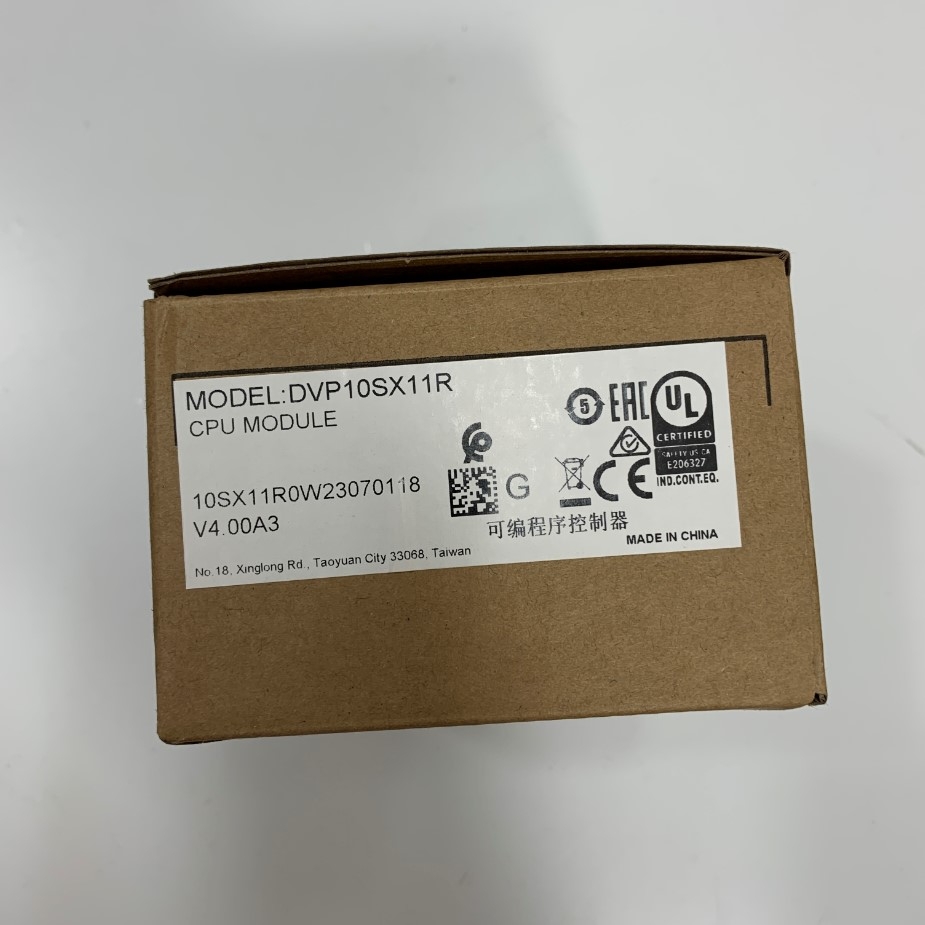 MODEL:DVP10SX11R
CPU MODULE
10SX11R0W23070118
V4.00A3
No.18, Xinglong Rd., Taoyuan City 33068, Taiwan
G
可编程序控制器
5
EAC
UL
CERTIFIED
SAFETY US CA
E206327
IND.CONT.EQ.
CE
MADE IN CHINA